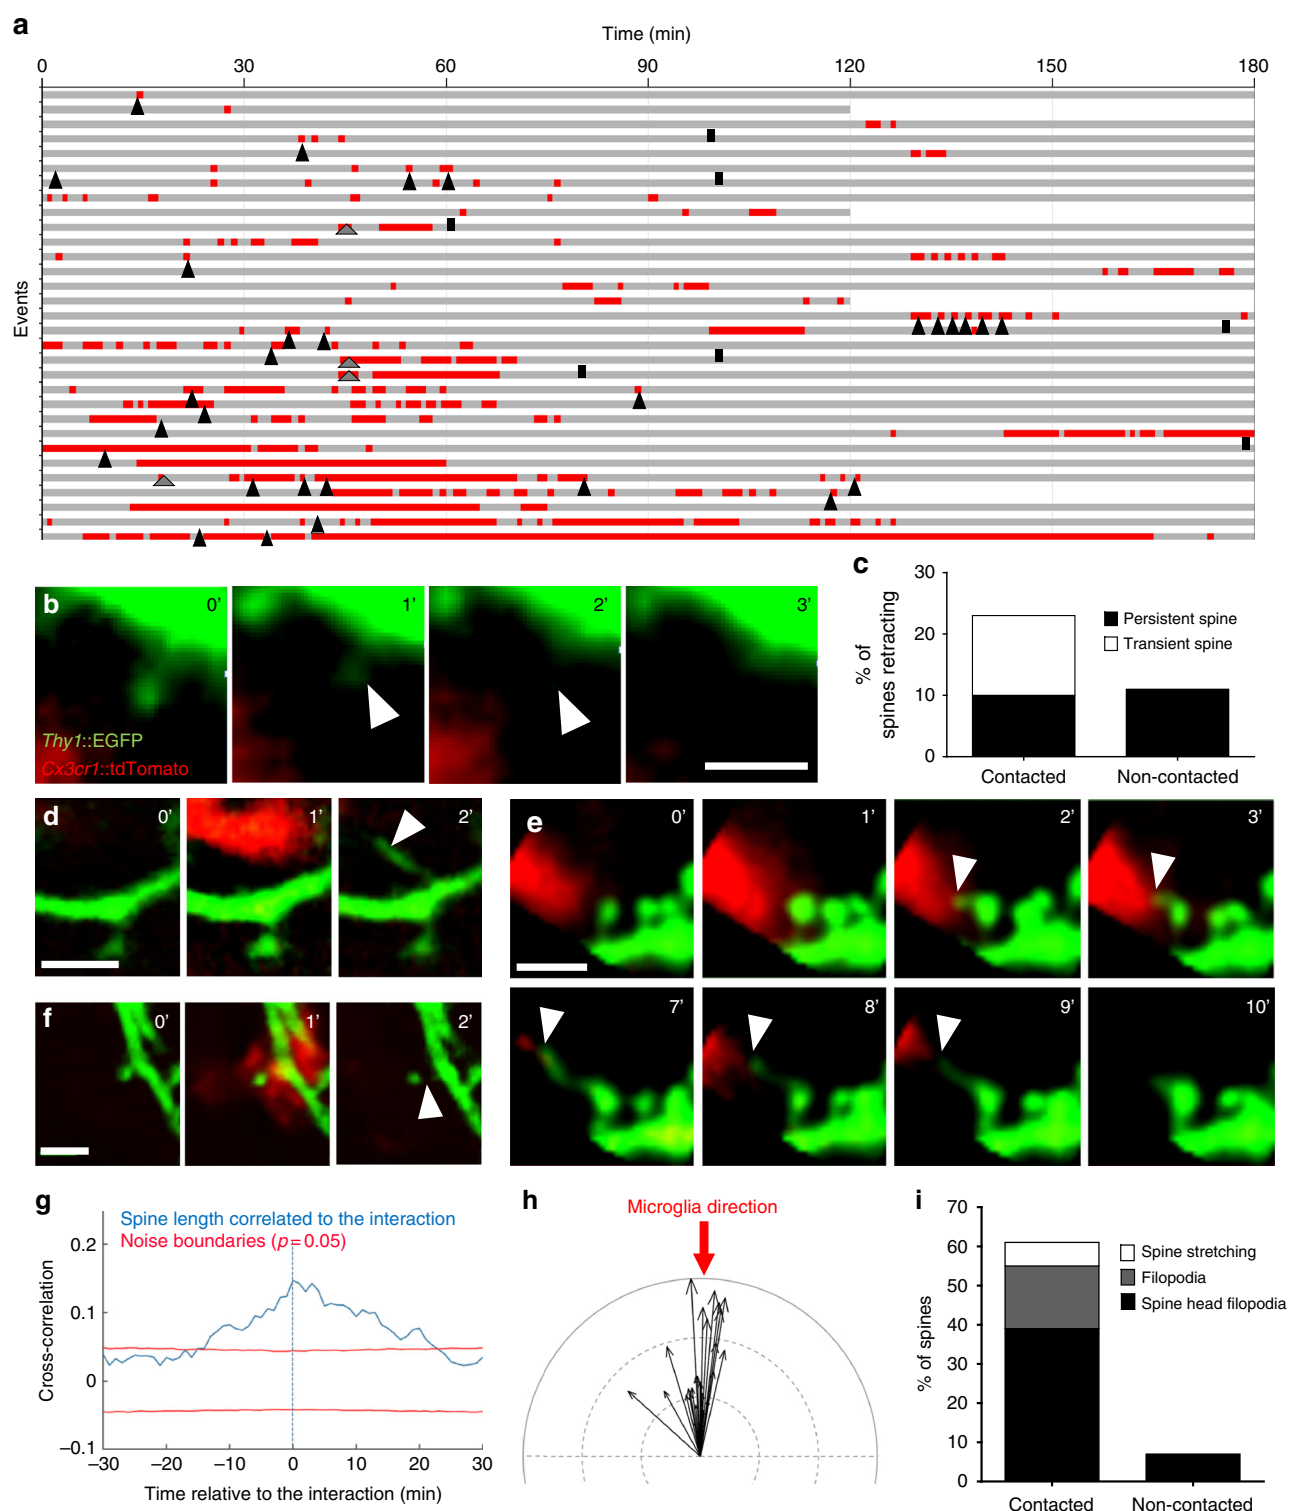 a
Time (min)
0 30 60 90 120 150 180
Events
b
0’ 1’ 2’ 3’
Thy1::EGFP
Cx3cr1::tdTomato
c
% of
spines retracting
30
20
10
0
Persistent spine
Transient spine
Contacted Non-contacted
d
0’ 1’ 2’
e
0’ 1’ 2’ 3’
7’ 8’ 9’ 10’
f
0’ 1’ 2’
g
Spine length correlated to the interaction
Noise boundaries (p=0.05)
Cross-correlation
0.2
0.1
0
–0.1
–30 –20 –10 0 10 20 30
Time relative to the interaction (min)
h
Microglia direction
i
% of spines
70
60
50
40
30
20
10
0
Spine stretching
Filopodia
Spine head filopodia
Contacted Non-contacted